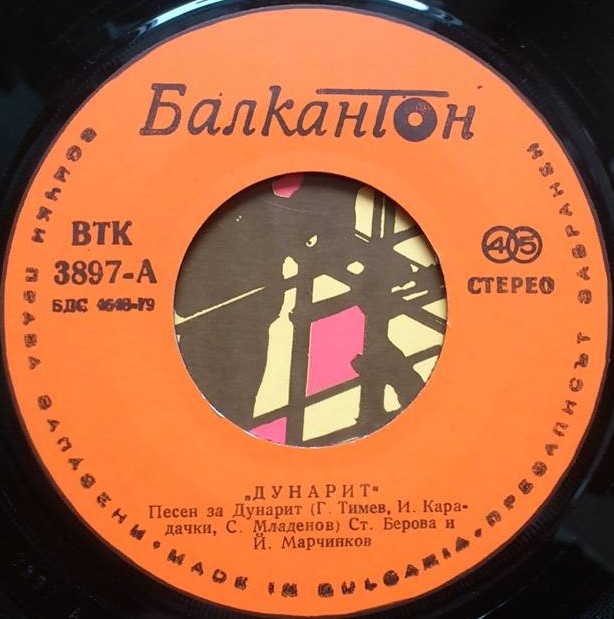 БалканТон
ВТК
3897-А
БДС 4648-79
45
СТЕРЕО
„ДУНАРИТ"
Песен за Дунарит (Г. Тимев, И. Кара-
дачки, С. Младенов) Ст. Берова и
Й. Марчинков
ВСИЧКИ ПРАВА ЗАПАЗЕНИ • MADE IN BULGARIA • ПРЕЗАПИСЪТ ЗАБРАНЕН